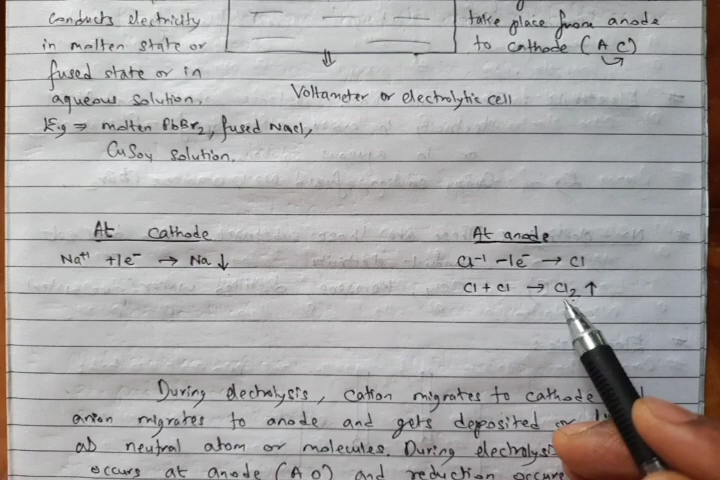 conducts electricity
in molten state or
fused state or in
aqueous solution.
E.g ⇒ molten PbBr2, fused Nacl,
CuSo4 solution.
take place from anode
to cathode (A C)
Voltameter or electrolytic cell
At cathode
Na+1 +1e- → Na ↓
At anode
Cl-1 -1e- → Cl
Cl + Cl → Cl2 ↑
During electrolysis, cation migrates to cathode
anion migrates to anode and gets deposited or
as neutral atom or molecules. During
occurs at anode (AO) and reduction